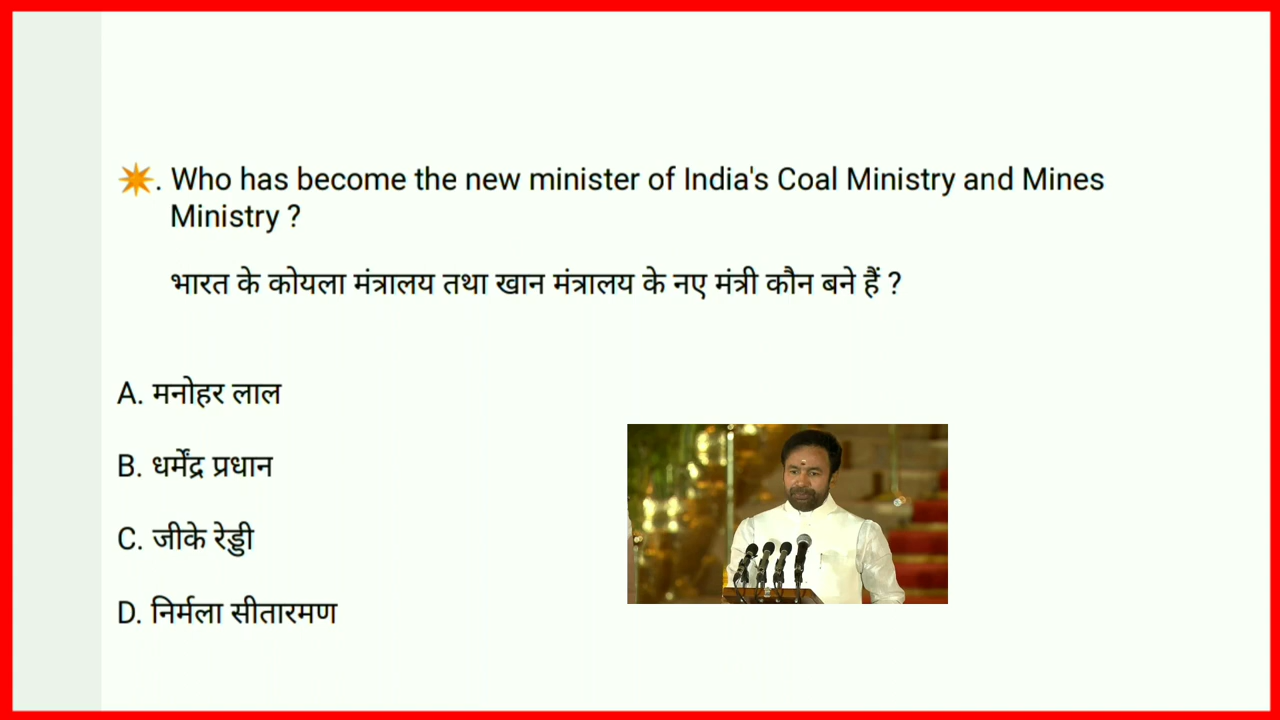 . Who has become the new minister of India's Coal Ministry and Mines
Ministry ?
भारत के कोयला मंत्रालय तथा खान मंत्रालय के नए मंत्री कौन बने हैं ?
A. मनोहर लाल
B. धर्मेंद्र प्रधान
C. जीके रेड्डी
D. निर्मला सीतारमण